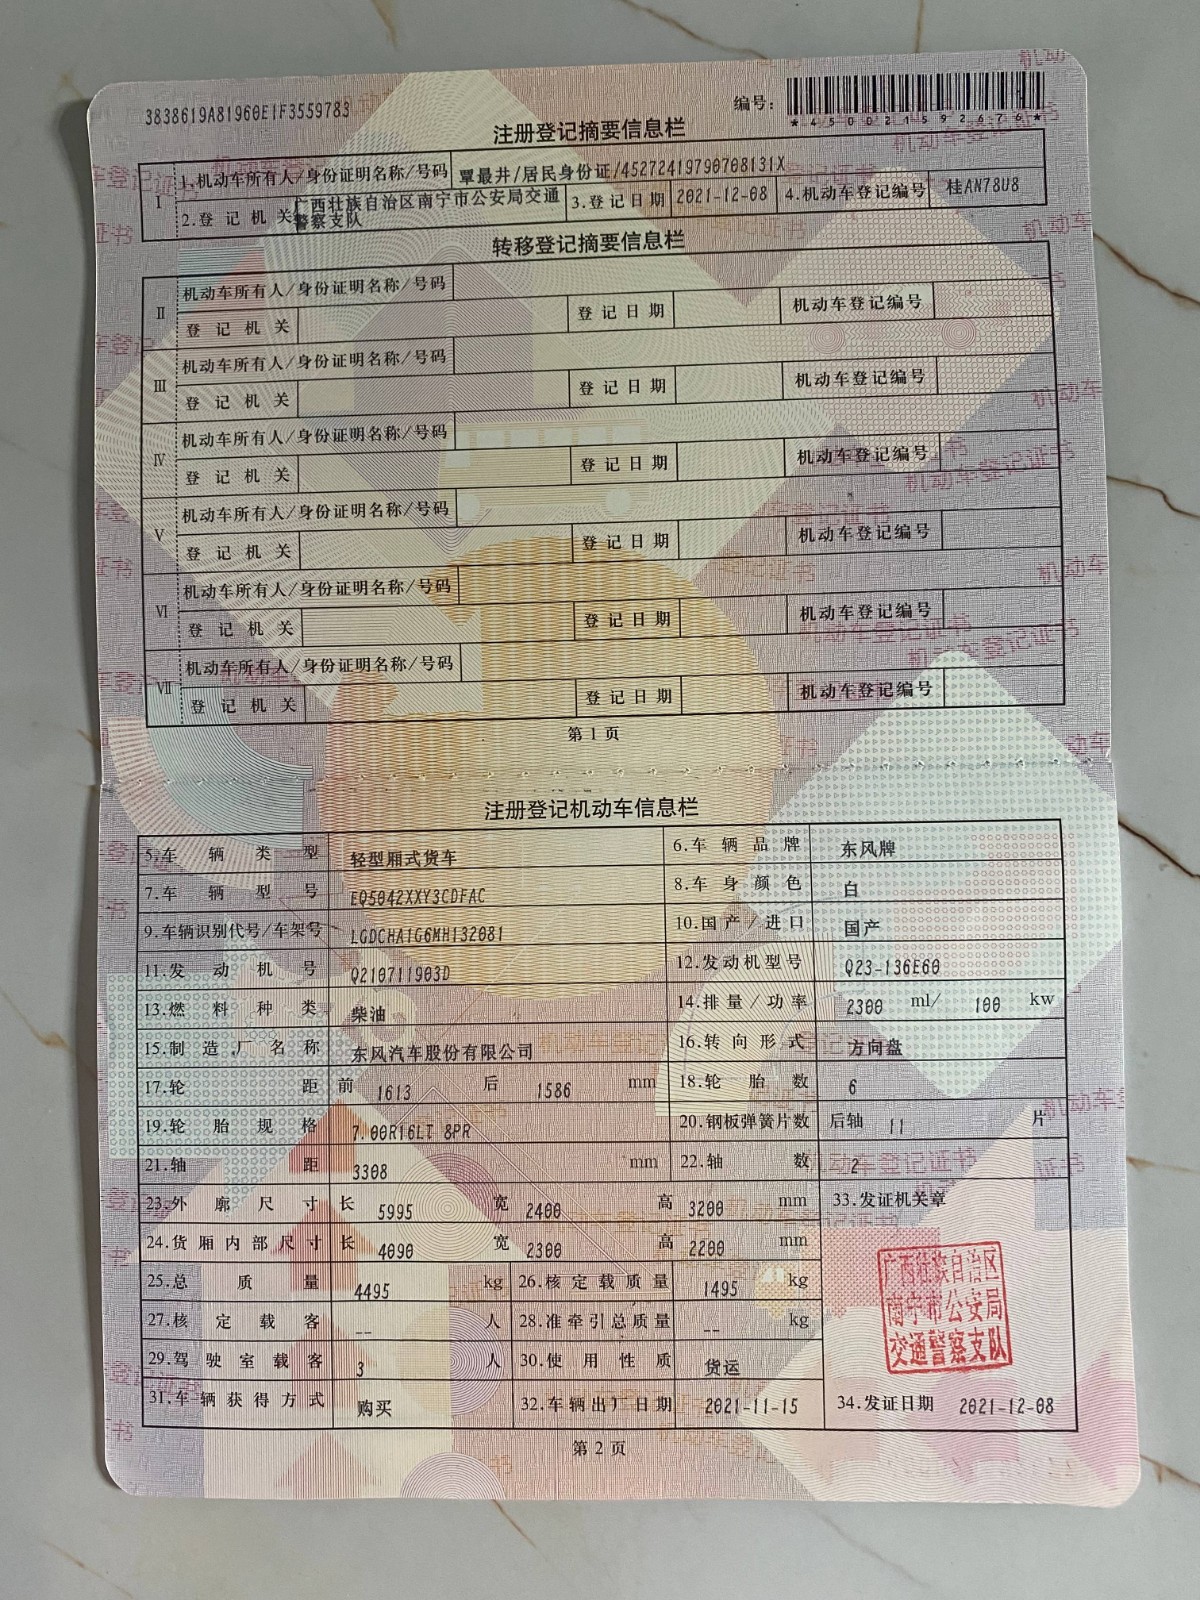 3838619A81960E1F3559783
编号：
*450021592676*
注册登记摘要信息栏
I
1.机动车所有人/身份证明名称/号码 覃最井/居民身份证/45272419790708131X
2.登记机关 广西壮族自治区南宁市公安局交通警察支队 3.登记日期 2021-12-08 4.机动车登记编号 桂AN78U8
转移登记摘要信息栏
II 机动车所有人/身份证明名称/号码
登记机关 登记日期 机动车登记编号
III 机动车所有人/身份证明名称/号码
登记机关 登记日期 机动车登记编号
IV 机动车所有人/身份证明名称/号码
登记机关 登记日期 机动车登记编号
V 机动车所有人/身份证明名称/号码
登记机关 登记日期 机动车登记编号
VI 机动车所有人/身份证明名称/号码
登记机关 登记日期 机动车登记编号
VII 机动车所有人/身份证明名称/号码
登记机关 登记日期 机动车登记编号
第1页
注册登记机动车信息栏
5.车辆类型 轻型厢式货车 6.车辆品牌 东风牌
7.车辆型号 EQ5042XXY3CDFAC 8.车身颜色 白
9.车辆识别代号/车架号 LGDCHA1G6MH132081 10.国产/进口 国产
11.发动机号 Q210711903D 12.发动机型号 Q23-136E60
13.燃料种类 柴油 14.排量/功率 2300 ml/ 100 kw
15.制造厂名称 东风汽车股份有限公司 16.转向形式 方向盘
17.轮距 前 1613 后 1586 mm 18.轮胎数 6
19.轮胎规格 7.00R16LT 8PR 20.钢板弹簧片数 后轴 11 片
21.轴距 3308 mm 22.轴数 2
23.外廓尺寸 长 5995 宽 2400 高 3200 mm 33.发证机关章
24.货厢内部尺寸 长 4090 宽 2300 高 2200 mm
25.总质量 4495 kg 26.核定载质量 1495 kg
27.核定载客 -- 人 28.准牵引总质量 -- kg
29.驾驶室载客 3 人 30.使用性质 货运
广西壮族自治区
南宁市公安局
交通警察支队
31.车辆获得方式 购买 32.车辆出厂日期 2021-11-15 34.发证日期 2021-12-08
第2页